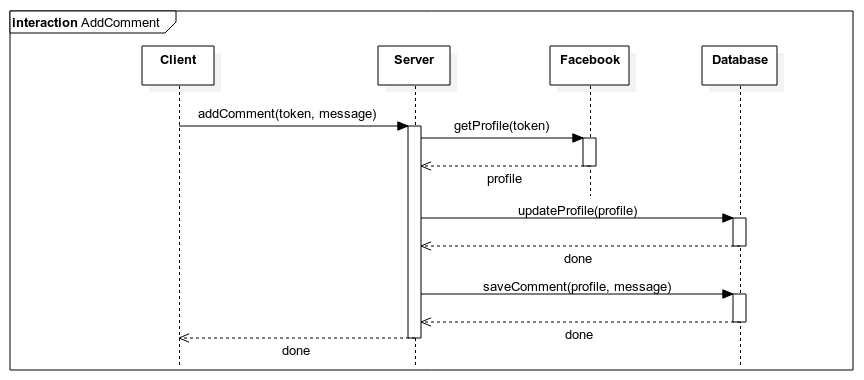 interaction AddComment
Client
Server
Facebook
Database
addComment(token, message)
getProfile(token)
profile
updateProfile(profile)
done
saveComment(profile, message)
done
done